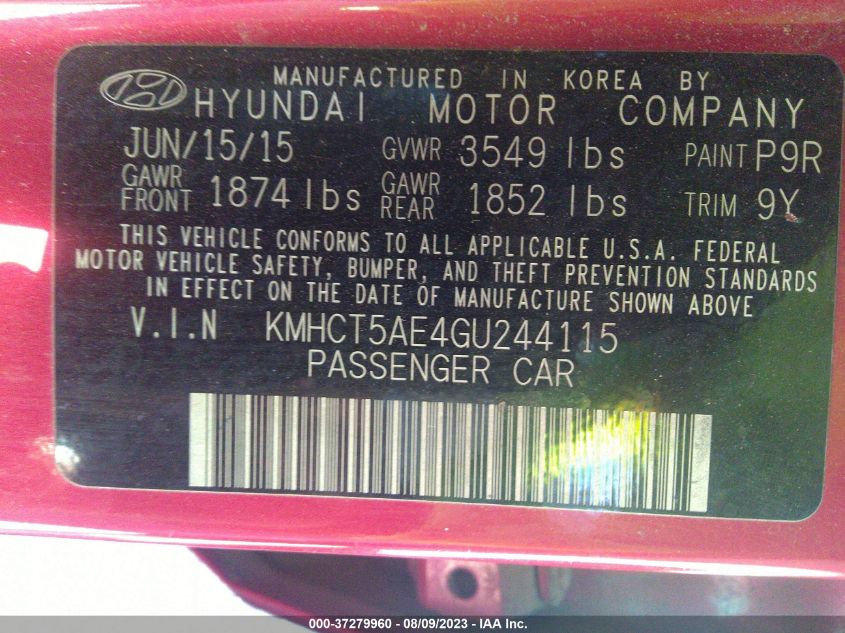 MANUFACTURED IN KOREA BY
HYUNDAI MOTOR COMPANY
JUN/15/15 GVWR 3549 lbs PAINT P9R
GAWR FRONT 1874 lbs GAWR REAR 1852 lbs TRIM 9Y
THIS VEHICLE CONFORMS TO ALL APPLICABLE U.S.A. FEDERAL
MOTOR VEHICLE SAFETY, BUMPER, AND THEFT PREVENTION STANDARDS
IN EFFECT ON THE DATE OF MANUFACTURE SHOWN ABOVE
V.I.N KMHCT5AE4GU244115
PASSENGER CAR
000-37279960 - 08/09/2023 - IAA Inc.